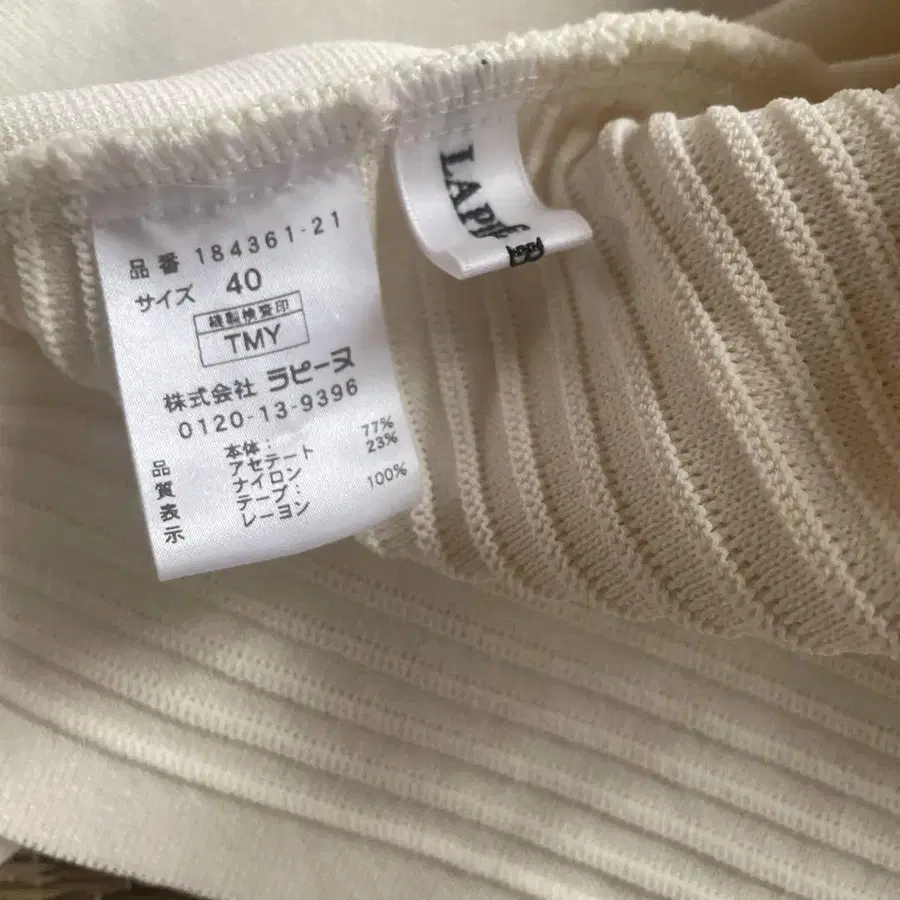 品番 184361-21
サイズ 40
縫製検査印
TMY
株式会社 ラピーヌ
0120-13-9396
品質表示
本体:
アセテート 77%
ナイロン 23%
テープ:
レーヨン 100%